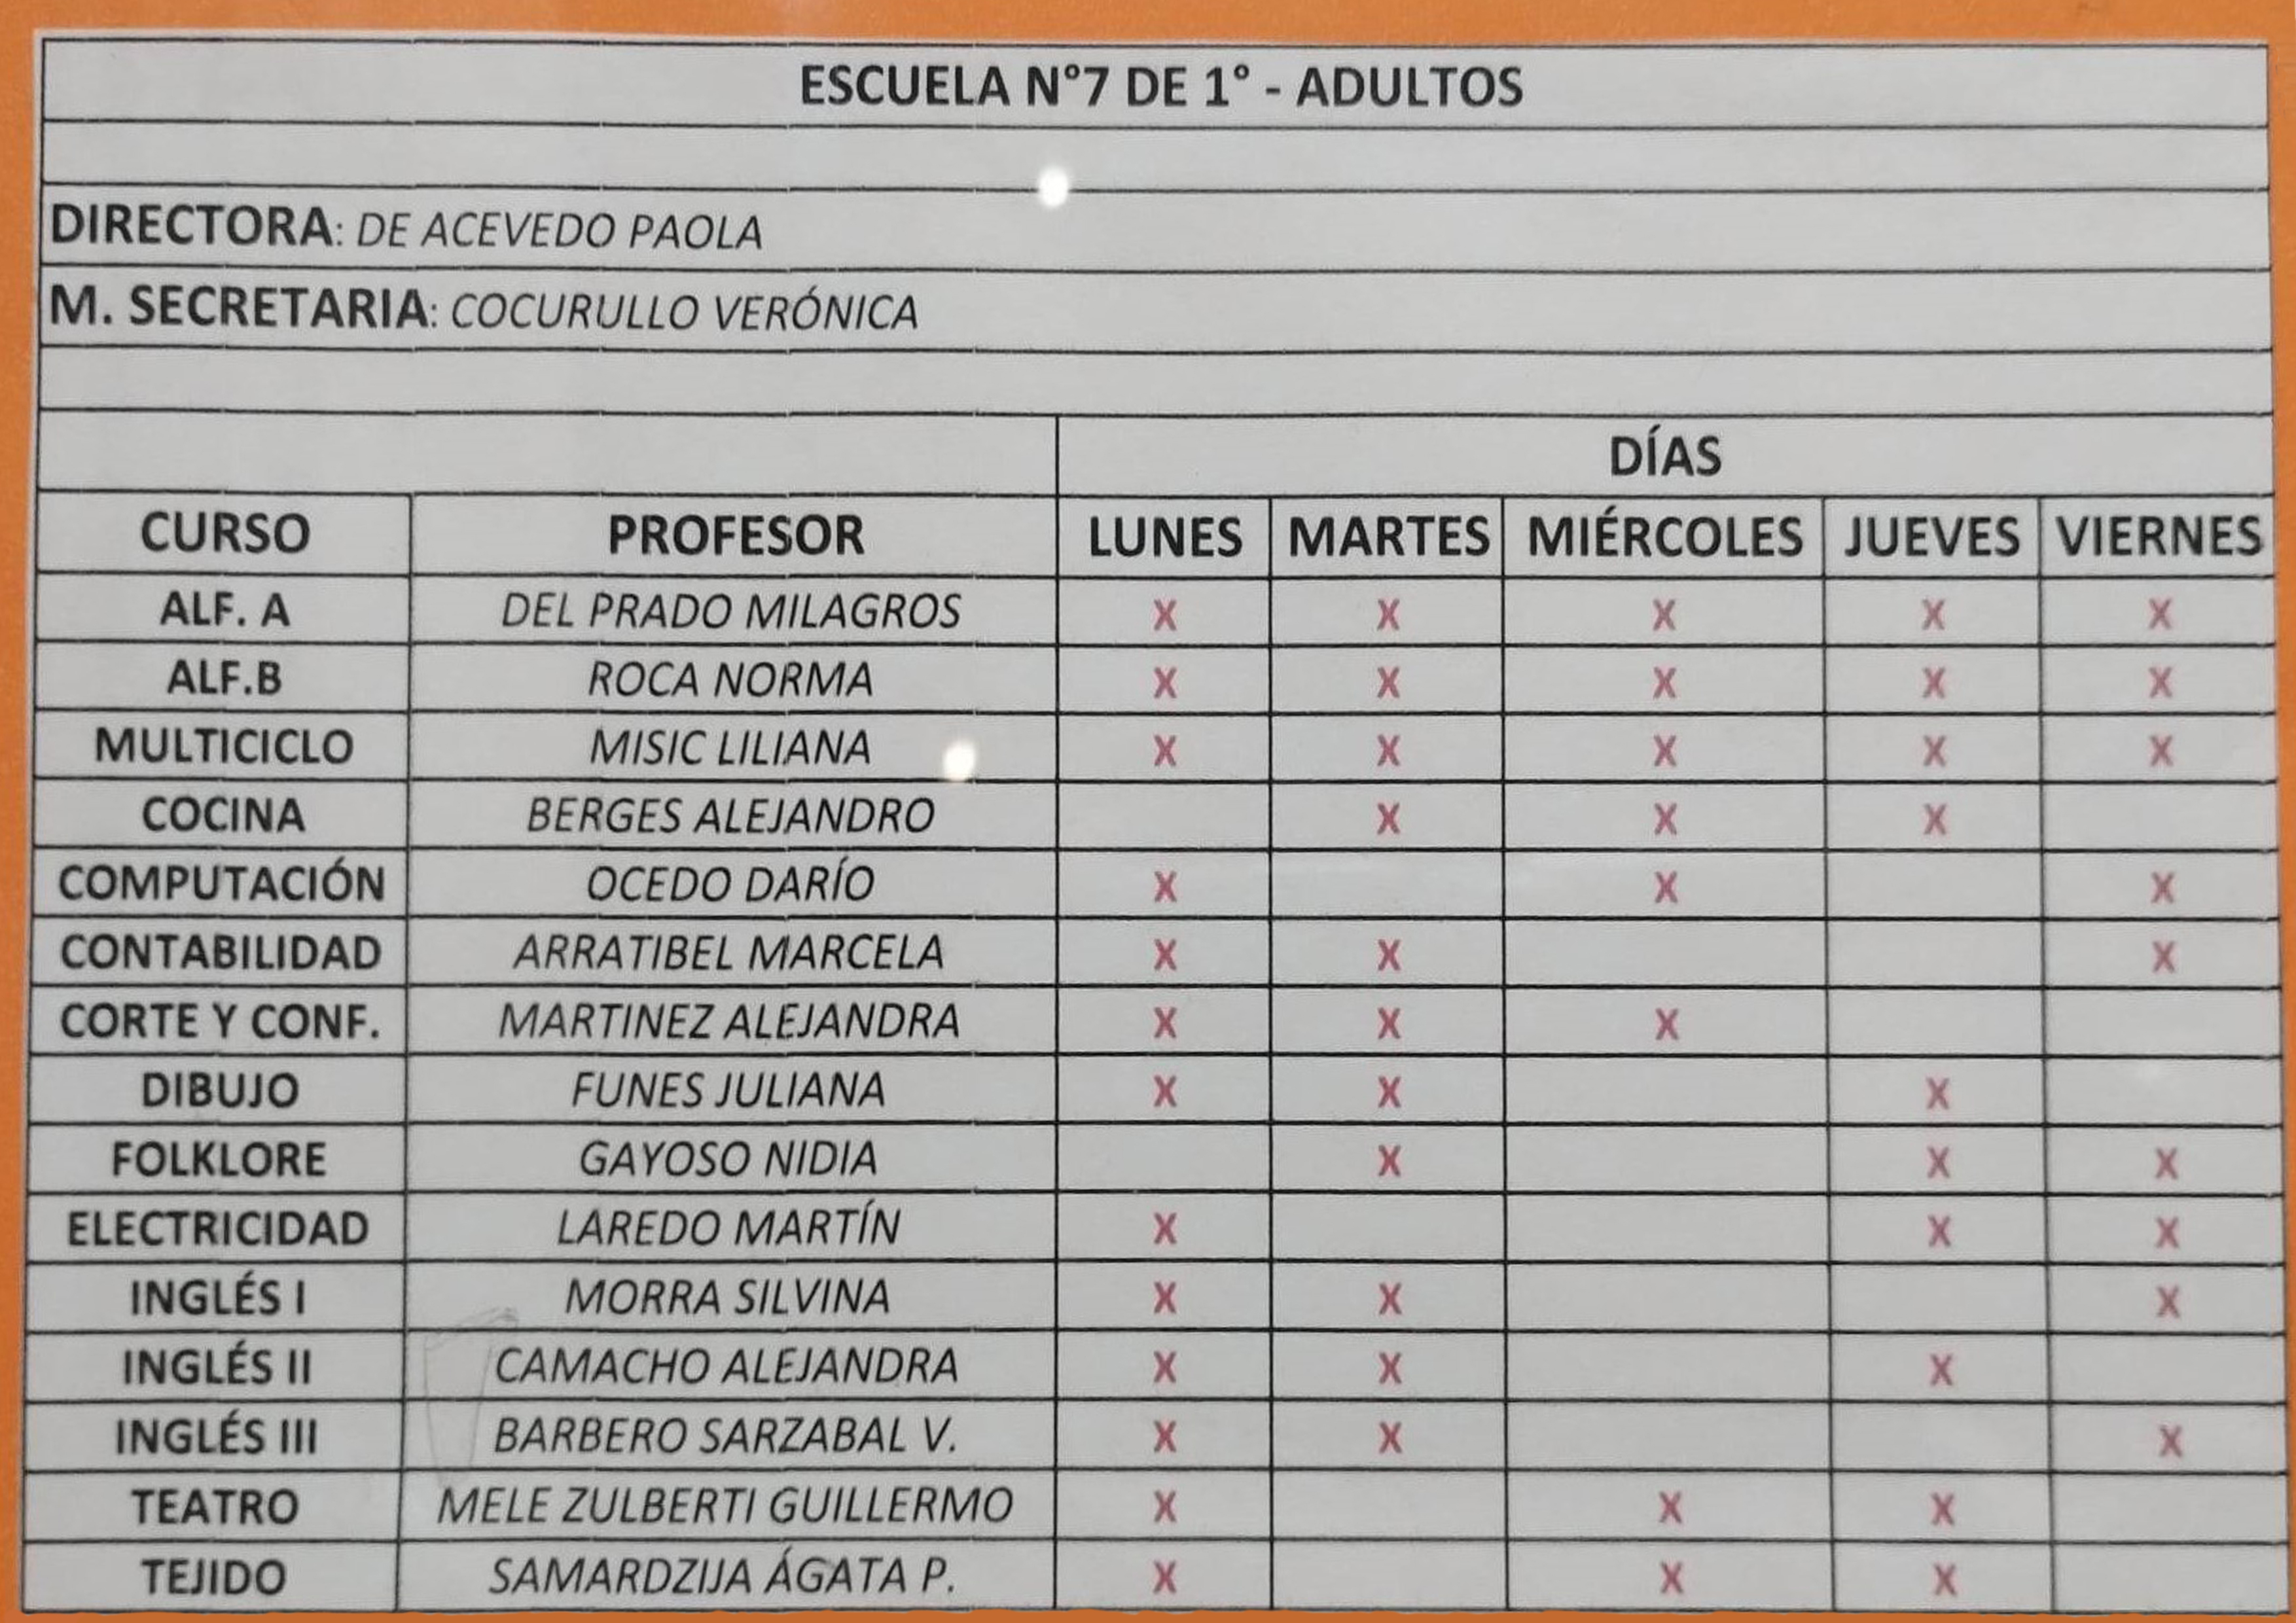 ESCUELA N°7 DE 1° - ADULTOS
DIRECTORA: DE ACEVEDO PAOLA
M. SECRETARIA: COCURULLO VERÓNICA
DÍAS
CURSO PROFESOR LUNES MARTES MIÉRCOLES JUEVES VIERNES
ALF. A DEL PRADO MILAGROS X X X X X
ALF.B ROCA NORMA X X X X X
MULTICICLO MISIC LILIANA X X X X X
COCINA BERGES ALEJANDRO X X X
COMPUTACIÓN OCEDO DARÍO X X X
CONTABILIDAD ARRATIBEL MARCELA X X X
CORTE Y CONF. MARTINEZ ALEJANDRA X X X
DIBUJO FUNES JULIANA X X X
FOLKLORE GAYOSO NIDIA X X X
ELECTRICIDAD LAREDO MARTÍN X X X
INGLÉS I MORRA SILVINA X X X
INGLÉS II CAMACHO ALEJANDRA X X X
INGLÉS III BARBERO SARZABAL V. X X X
TEATRO MELE ZULBERTI GUILLERMO X X X
TEJIDO SAMARDZIJA ÁGATA P. X X X